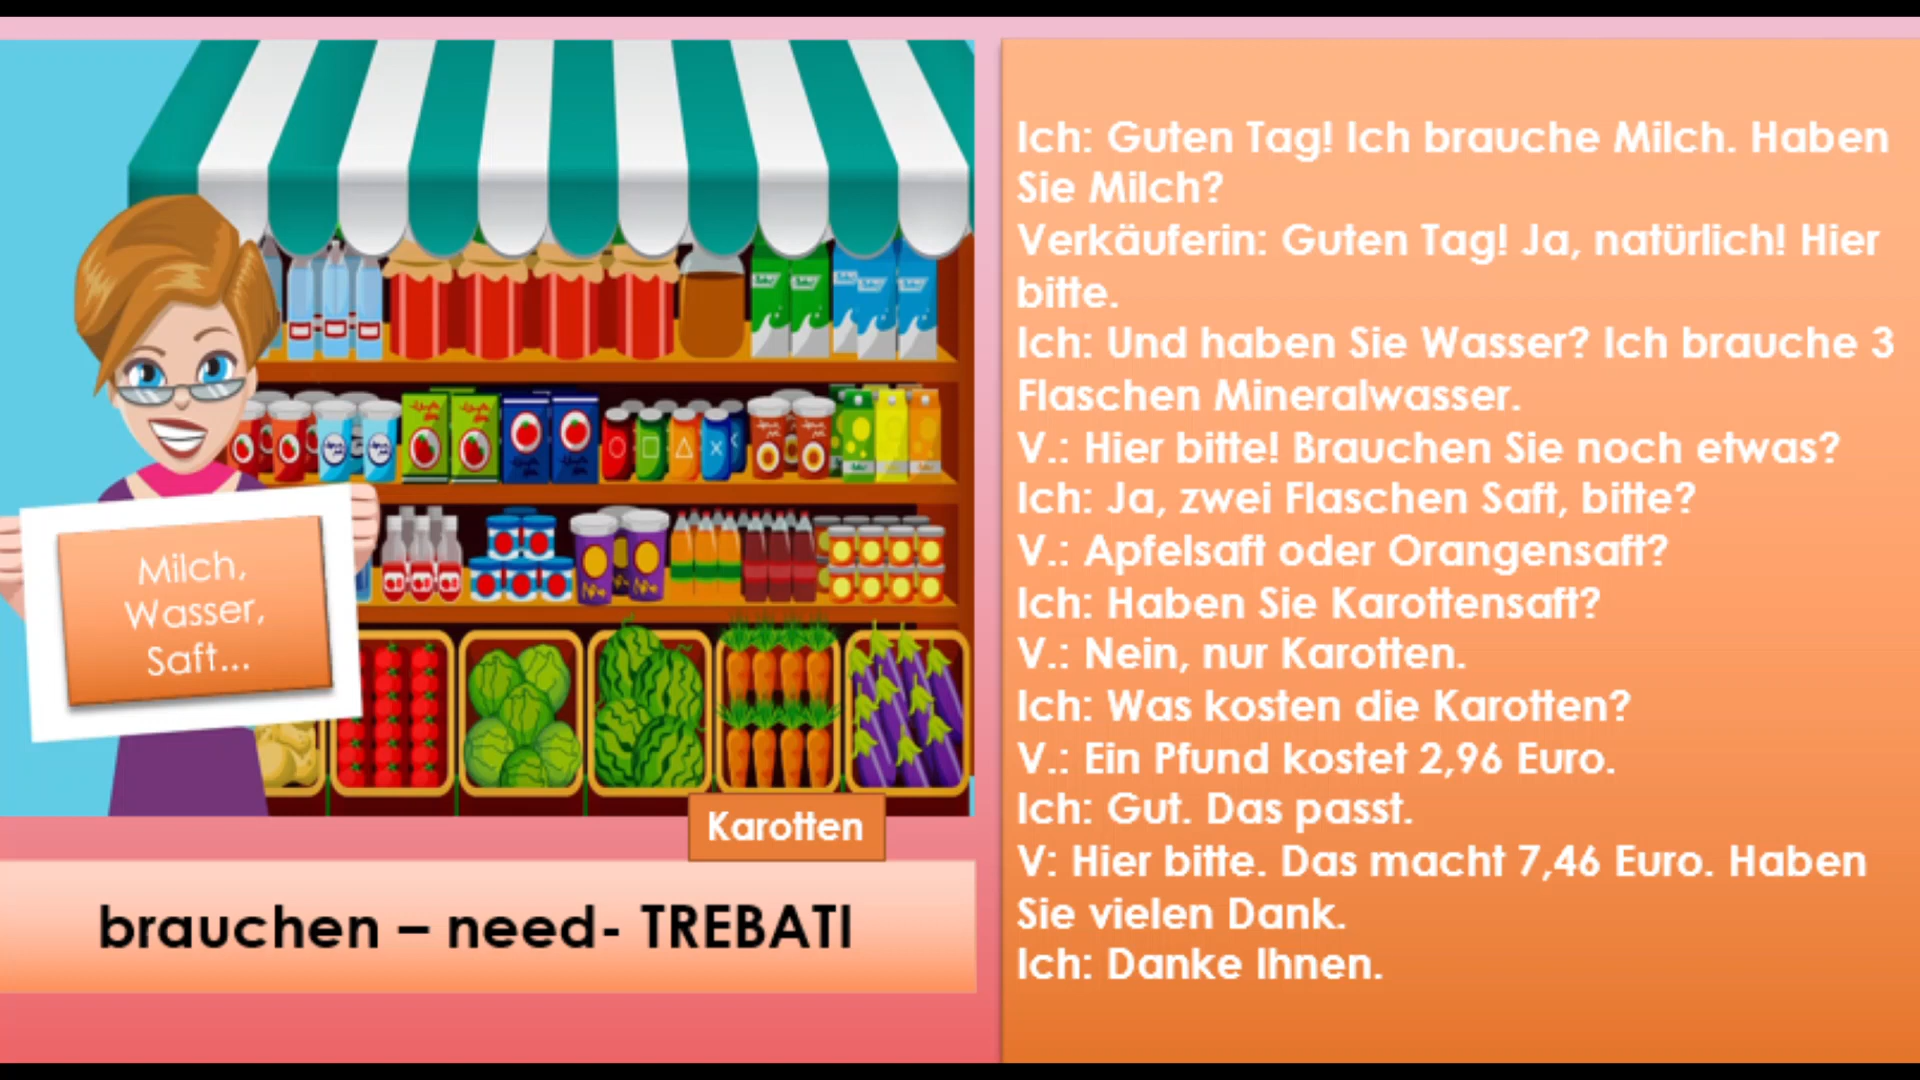 Ich: Guten Tag! Ich brauche Milch. Haben
Sie Milch?
Verkäuferin: Guten Tag! Ja, natürlich! Hier
bitte.
Ich: Und haben Sie Wasser? Ich brauche 3
Flaschen Mineralwasser.
V.: Hier bitte! Brauchen Sie noch etwas?
Ich: Ja, zwei Flaschen Saft, bitte?
V.: Apfelsaft oder Orangensaft?
Ich: Haben Sie Karottensaft?
V.: Nein, nur Karotten.
Ich: Was kosten die Karotten?
V.: Ein Pfund kostet 2,96 Euro.
Ich: Gut. Das passt.
V: Hier bitte. Das macht 7,46 Euro. Haben
Sie vielen Dank.
Ich: Danke Ihnen.
Milch,
Wasser,
Saft...
Karotten
brauchen – need- TREBATI